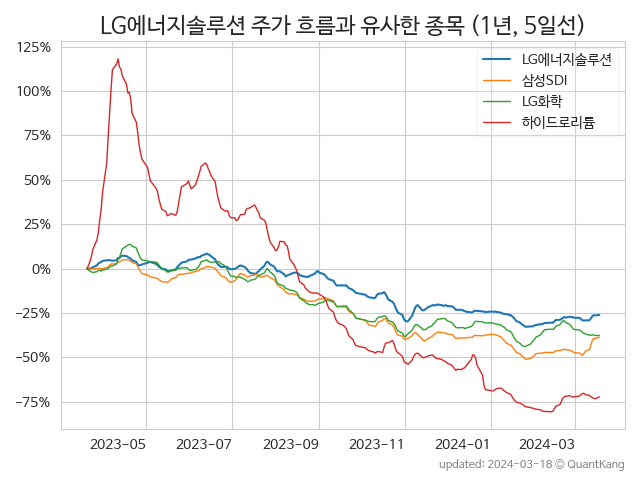 LG에너지솔루션 주가 흐름과 유사한 종목 (1년, 5일선)
LG에너지솔루션
삼성SDI
LG화학
하이드로리튬
125%
100%
75%
50%
25%
0%
−25%
−50%
−75%
2023-05 2023-07 2023-09 2023-11 2024-01 2024-03
updated: 2024-03-18 © QuantKang